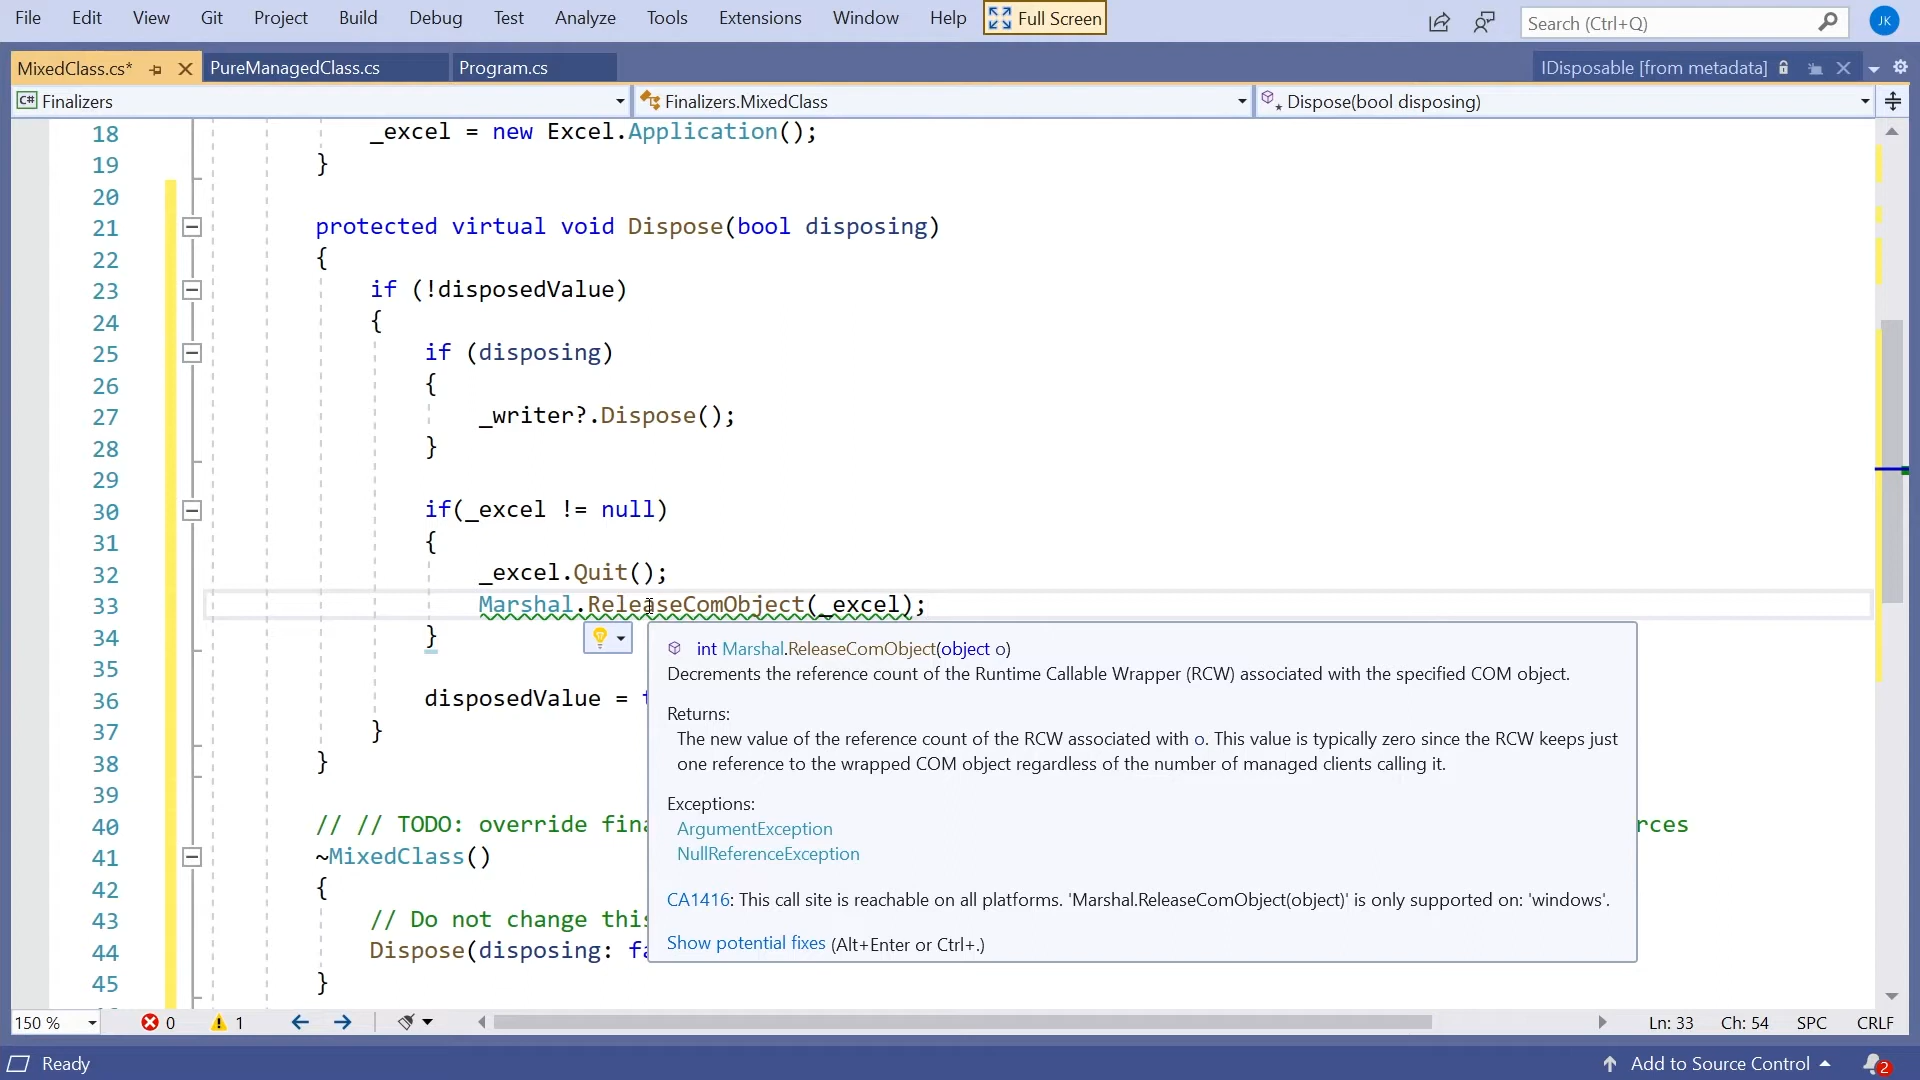 File Edit View Git Project Build Debug Test Analyze Tools Extensions Window Help Full Screen Search (Ctrl+Q) JK
MixedClass.cs* PureManagedClass.cs Program.cs IDisposable [from metadata]
C# Finalizers Finalizers.MixedClass Dispose(bool disposing)
18 _excel = new Excel.Application();
19 }
20
21 protected virtual void Dispose(bool disposing)
22 {
23 if (!disposedValue)
24 {
25 if (disposing)
26 {
27 _writer?.Dispose();
28 }
29
30 if(_excel != null)
31 {
32 _excel.Quit();
33 Marshal.ReleaseComObject(_excel);
34 }
35
36 disposedValue =
37 }
38 }
39
40 // // TODO: override fina rces
41 ~MixedClass()
42 {
43 // Do not change this
44 Dispose(disposing: fa
45 }
int Marshal.ReleaseComObject(object o)
Decrements the reference count of the Runtime Callable Wrapper (RCW) associated with the specified COM object.
Returns:
The new value of the reference count of the RCW associated with o. This value is typically zero since the RCW keeps just
one reference to the wrapped COM object regardless of the number of managed clients calling it.
Exceptions:
ArgumentException
NullReferenceException
CA1416: This call site is reachable on all platforms. 'Marshal.ReleaseComObject(object)' is only supported on: 'windows'.
Show potential fixes (Alt+Enter or Ctrl+.)
150 % 0 1 Ln: 33 Ch: 54 SPC CRLF
Ready Add to Source Control 2